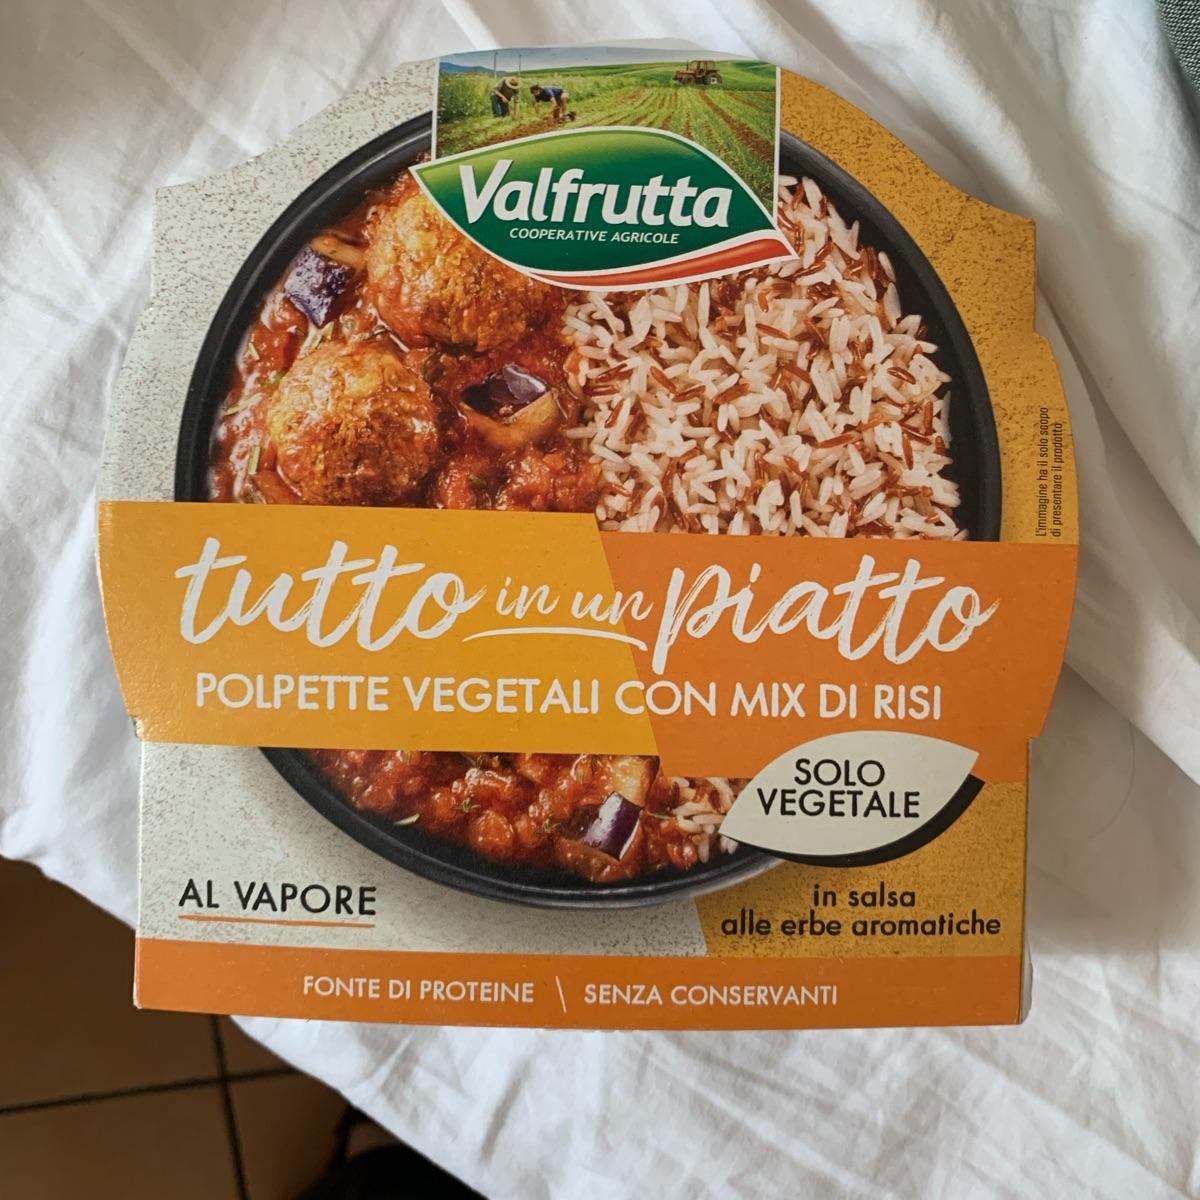 Valfrutta
COOPERATIVE AGRICOLE
L'immagine ha il solo scopo
di presentare il prodotto
tutto in un piatto
POLPETTE VEGETALI CON MIX DI RISI
SOLO
VEGETALE
AL VAPORE
in salsa
alle erbe aromatiche
FONTE DI PROTEINE \ SENZA CONSERVANTI